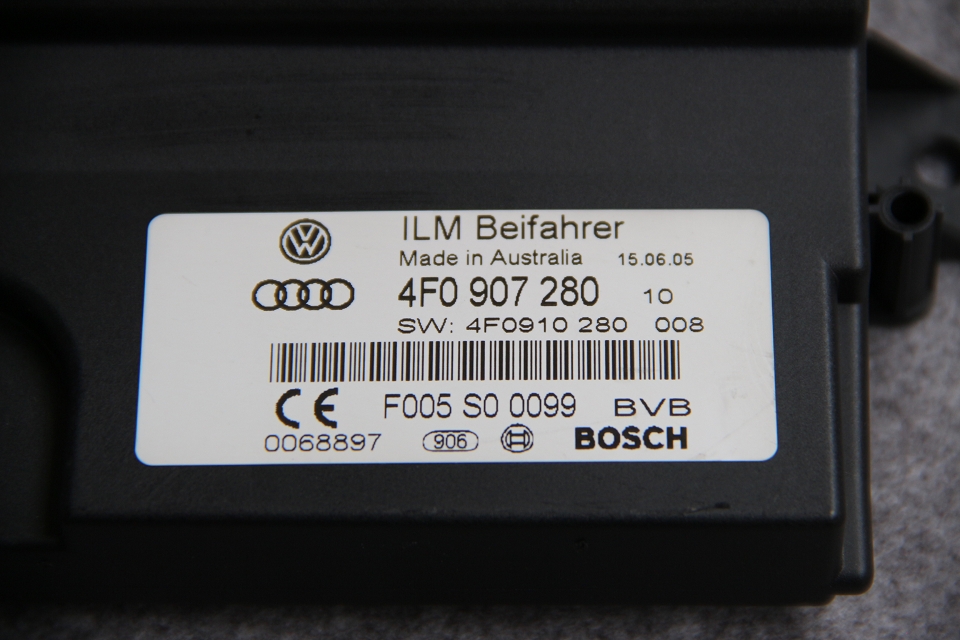 ILM Beifahrer
Made in Australia 15.06.05
4F0 907 280 10
SW: 4F0910 280 008
CE F005 S0 0099 BVB
0068897 906 BOSCH